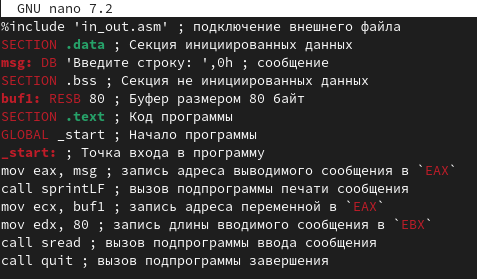 GNU nano 7.2
%include 'in_out.asm' ; подключение внешнего файла
SECTION .data ; Секция инициированных данных
msg: DB 'Введите строку: ',0h ; сообщение
SECTION .bss ; Секция не инициированных данных
buf1: RESB 80 ; Буфер размером 80 байт
SECTION .text ; Код программы
GLOBAL _start ; Начало программы
_start: ; Точка входа в программу
mov eax, msg ; запись адреса выводимого сообщения в `EAX`
call sprintLF ; вызов подпрограммы печати сообщения
mov ecx, buf1 ; запись адреса переменной в `EAX`
mov edx, 80 ; запись длины вводимого сообщения в `EBX`
call sread ; вызов подпрограммы ввода сообщения
call quit ; вызов подпрограммы завершения